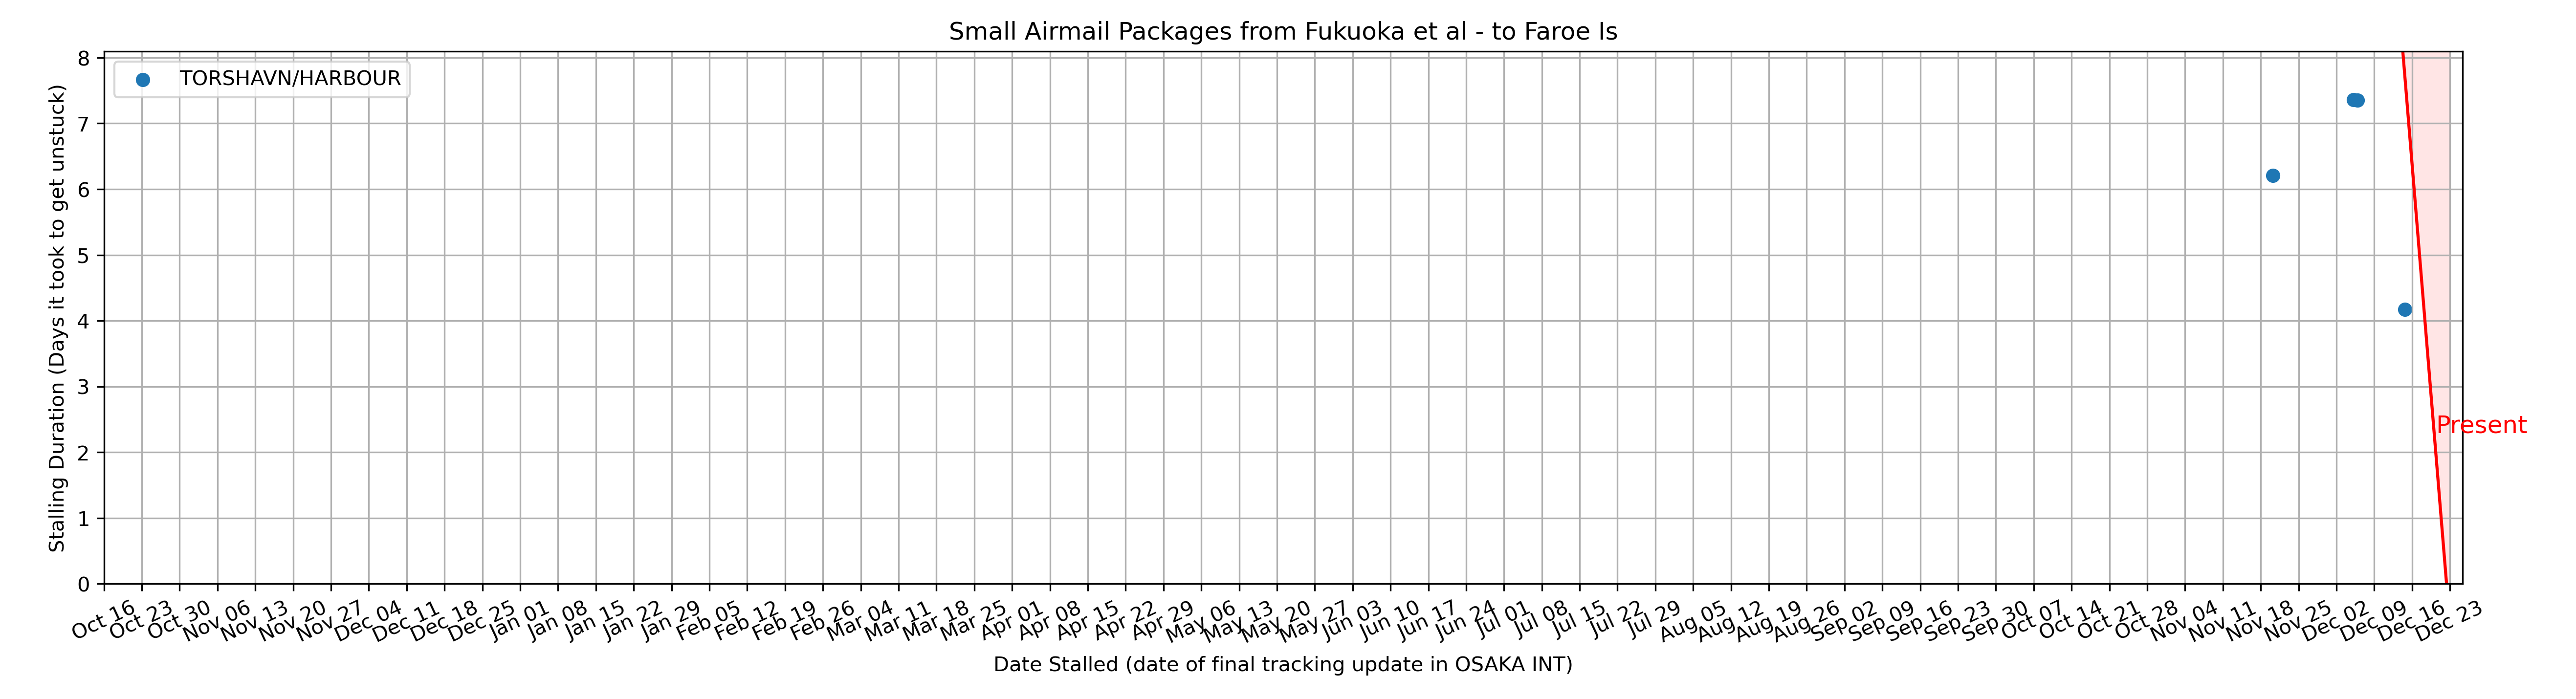 Small Airmail Packages from Fukuoka et al - to Faroe Is
TORSHAVN/HARBOUR
Stalling Duration (Days it took to get unstuck)
8
7
6
5
4
3
2
1
0
Present
Oct 16 Oct 23 Oct 30 Nov 06 Nov 13 Nov 20 Nov 27 Dec 04 Dec 11 Dec 18 Dec 25 Jan 01 Jan 08 Jan 15 Jan 22 Jan 29 Feb 05 Feb 12 Feb 19 Feb 26 Mar 04 Mar 11 Mar 18 Mar 25 Apr 01 Apr 08 Apr 15 Apr 22 Apr 29 May 06 May 13 May 20 May 27 Jun 03 Jun 10 Jun 17 Jun 24 Jul 01 Jul 08 Jul 15 Jul 22 Jul 29 Aug 05 Aug 12 Aug 19 Aug 26 Sep 02 Sep 09 Sep 16 Sep 23 Sep 30 Oct 07 Oct 14 Oct 21 Oct 28 Nov 04 Nov 11 Nov 18 Nov 25 Dec 02 Dec 09 Dec 16 Dec 23
Date Stalled (date of final tracking update in OSAKA INT)